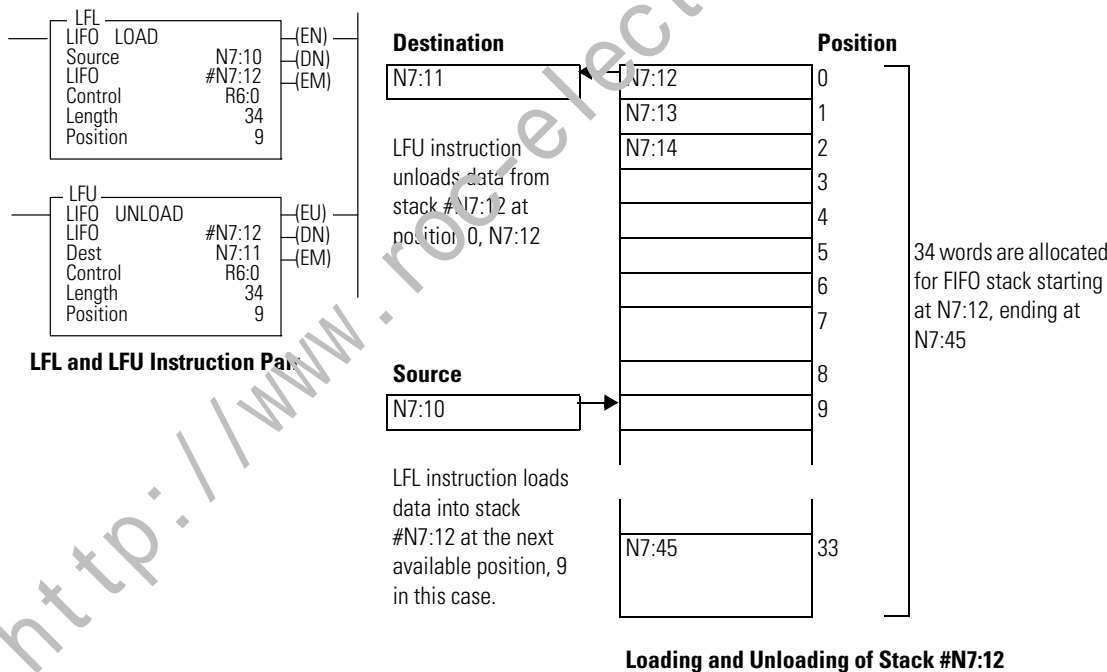 LFL
LIFO LOAD
Source N7:10
LIFO #N7:12
Control R6:0
Length 34
Position 9
(EN)
(DN)
(EM)
LFU
LIFO UNLOAD
LIFO #N7:12
Dest N7:11
Control R6:0
Length 34
Position 9
(EU)
(DN)
(EM)
LFL and LFU Instruction Pair
Destination
N7:11
LFU instruction
unloads data from
stack #N7:12 at
position 0, N7:12
Source
N7:10
LFL instruction loads
data into stack
#N7:12 at the next
available position, 9
in this case.
Position
N7:12 0
N7:13 1
N7:14 2
3
4
5
6
7
8
9
N7:45 33
34 words are allocated
for FIFO stack starting
at N7:12, ending at
N7:45
Loading and Unloading of Stack #N7:12
http://www.roc-elect